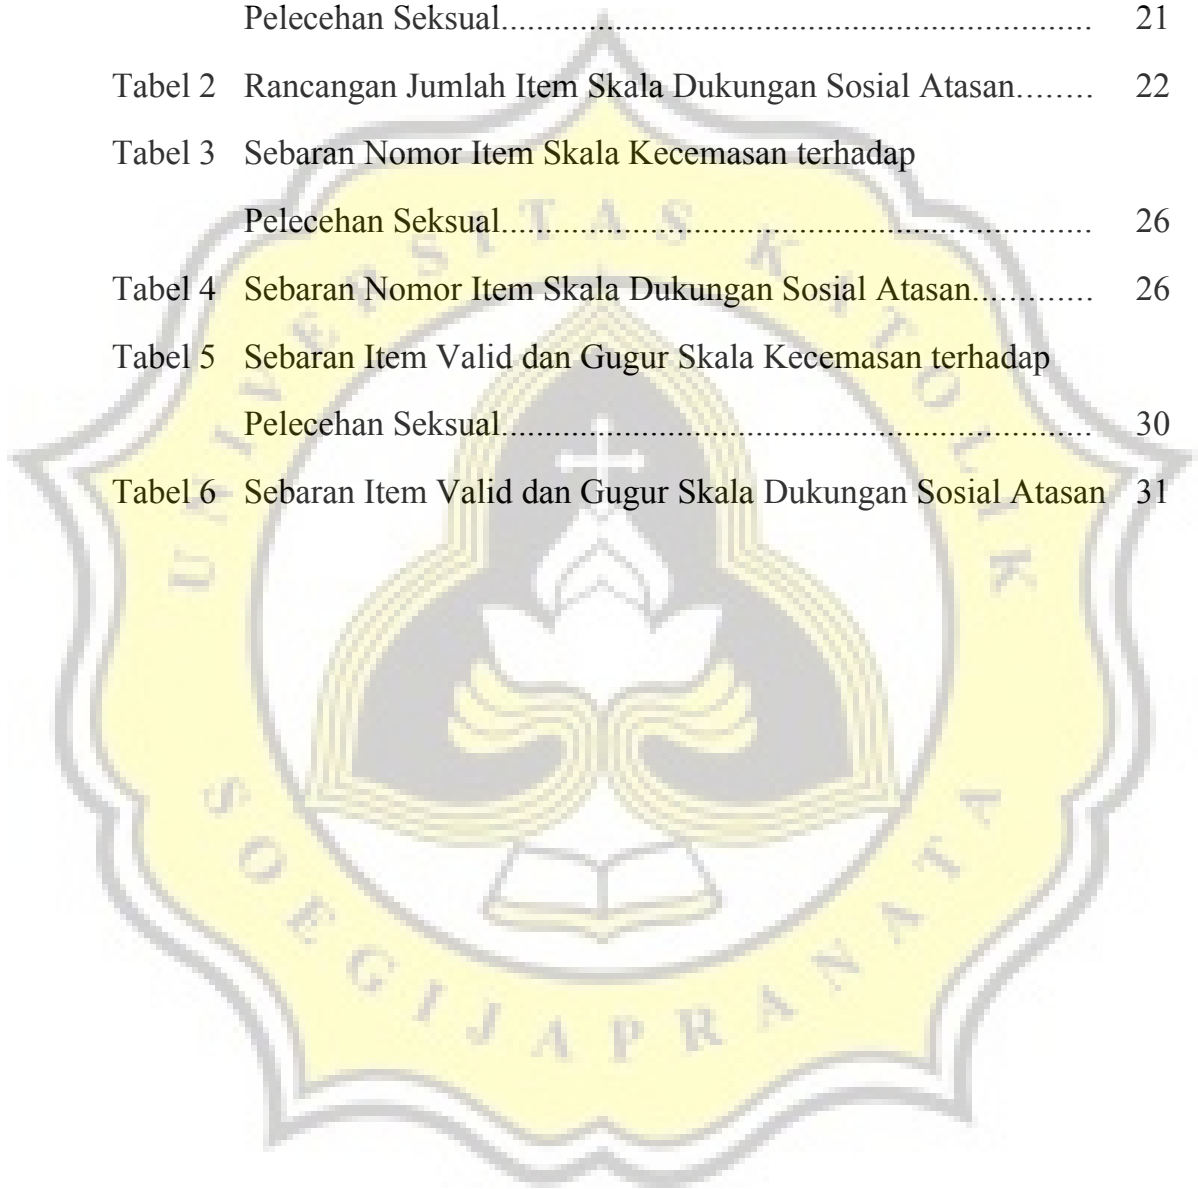 Pelecehan Seksual.................................................................. 21
Tabel 2 Rancangan Jumlah Item Skala Dukungan Sosial Atasan........ 22
Tabel 3 Sebaran Nomor Item Skala Kecemasan terhadap
Pelecehan Seksual.................................................................. 26
Tabel 4 Sebaran Nomor Item Skala Dukungan Sosial Atasan............. 26
Tabel 5 Sebaran Item Valid dan Gugur Skala Kecemasan terhadap
Pelecehan Seksual.................................................................. 30
Tabel 6 Sebaran Item Valid dan Gugur Skala Dukungan Sosial Atasan 31
UNIVERSITAS KATOLIK
SOEGIJAPRANATA